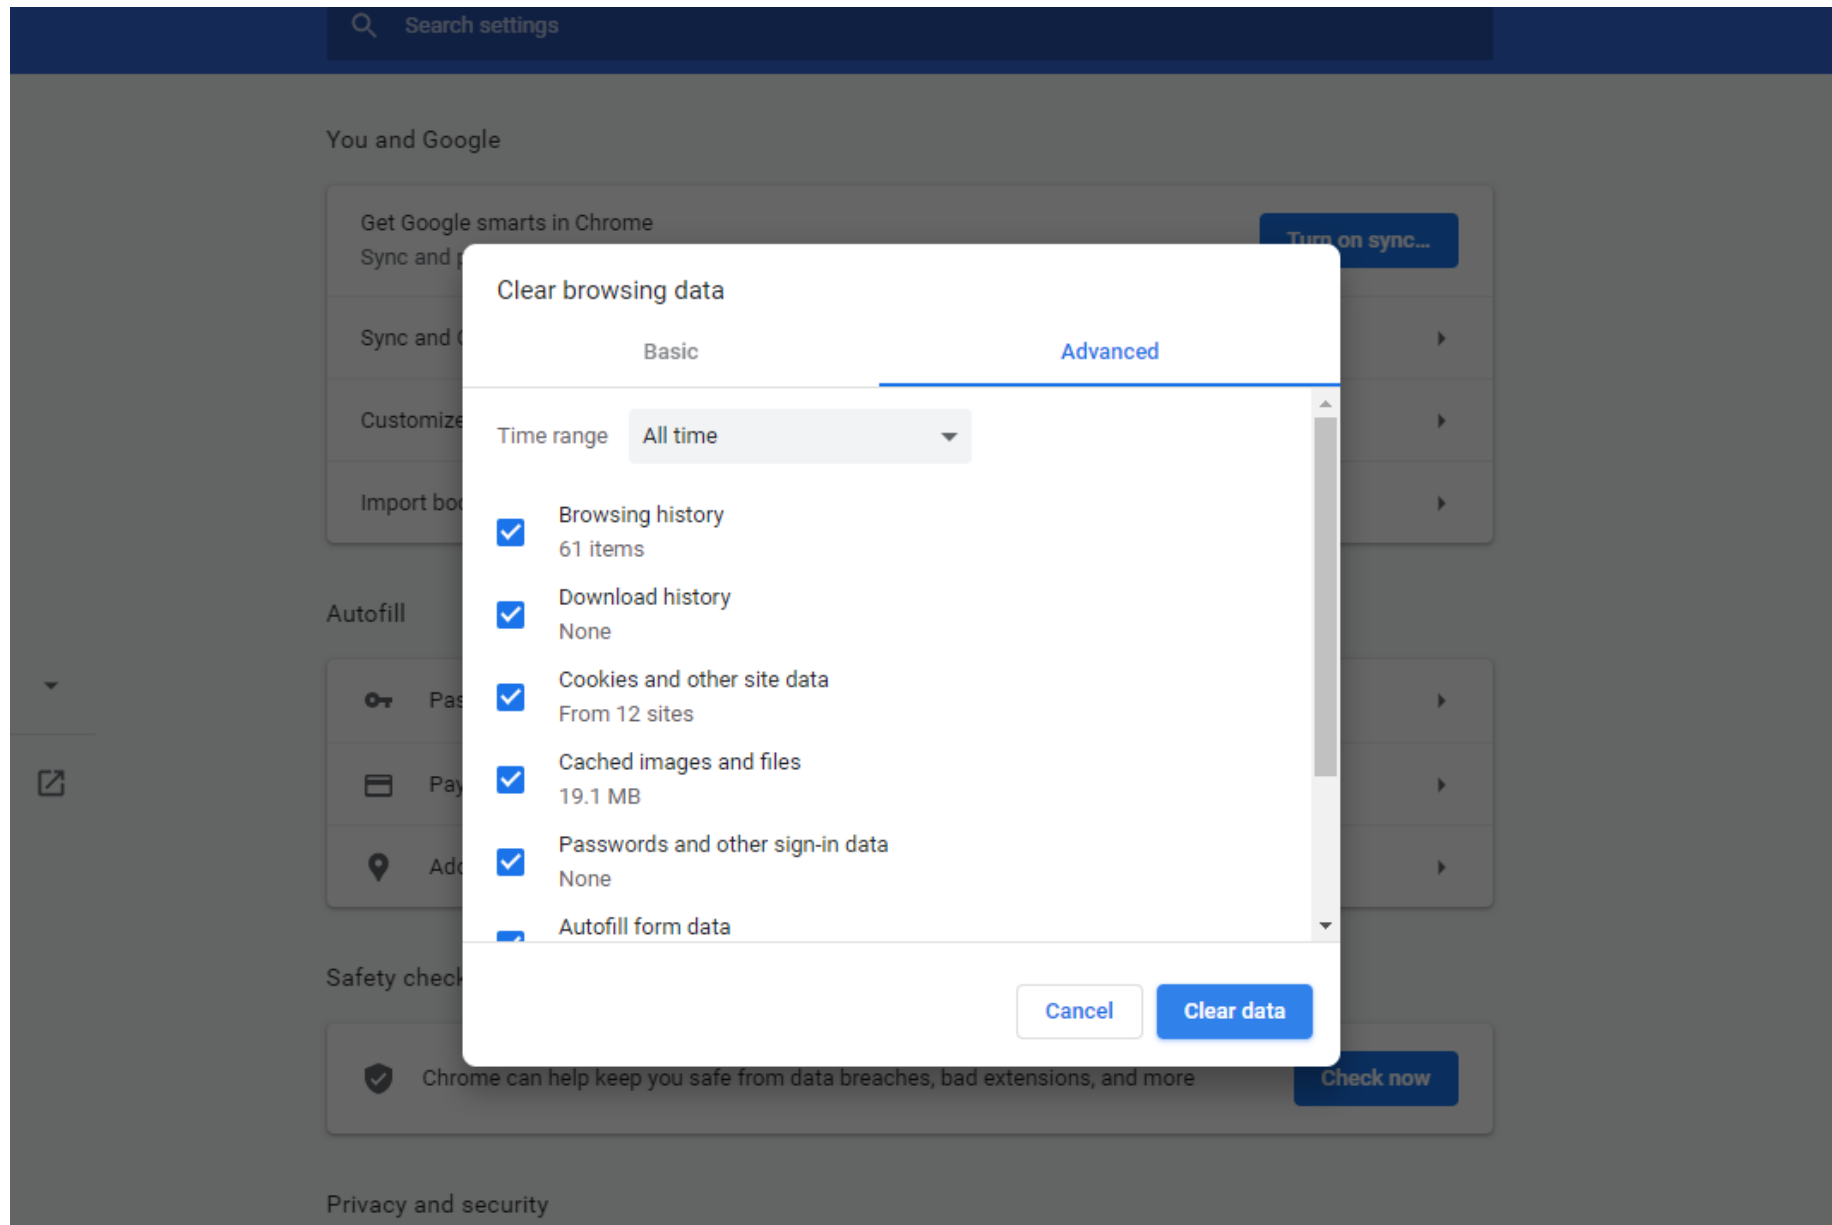 Search settings
You and Google
Get Google smarts in Chrome
Sync and
Turn on sync...
Clear browsing data
Basic
Advanced
Sync and
Customize
Time range
All time
Import
Browsing history
61 items
Download history
None
Autofill
Cookies and other site data
From 12 sites
Cached images and files
19.1 MB
Passwords and other sign-in data
None
Autofill form data
Safety check
Cancel
Clear data
Chrome can help keep you safe from data breaches, bad extensions, and more
Check now
Privacy and security